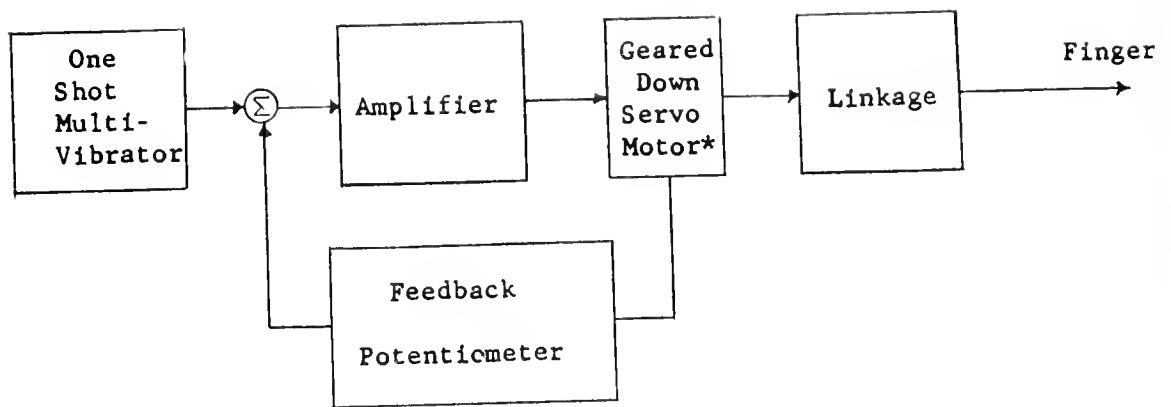 One
Shot
Multi-
Vibrator
Σ
Amplifier
Geared
Down
Servo
Motor*
Linkage
Finger
Feedback
Potentiometer